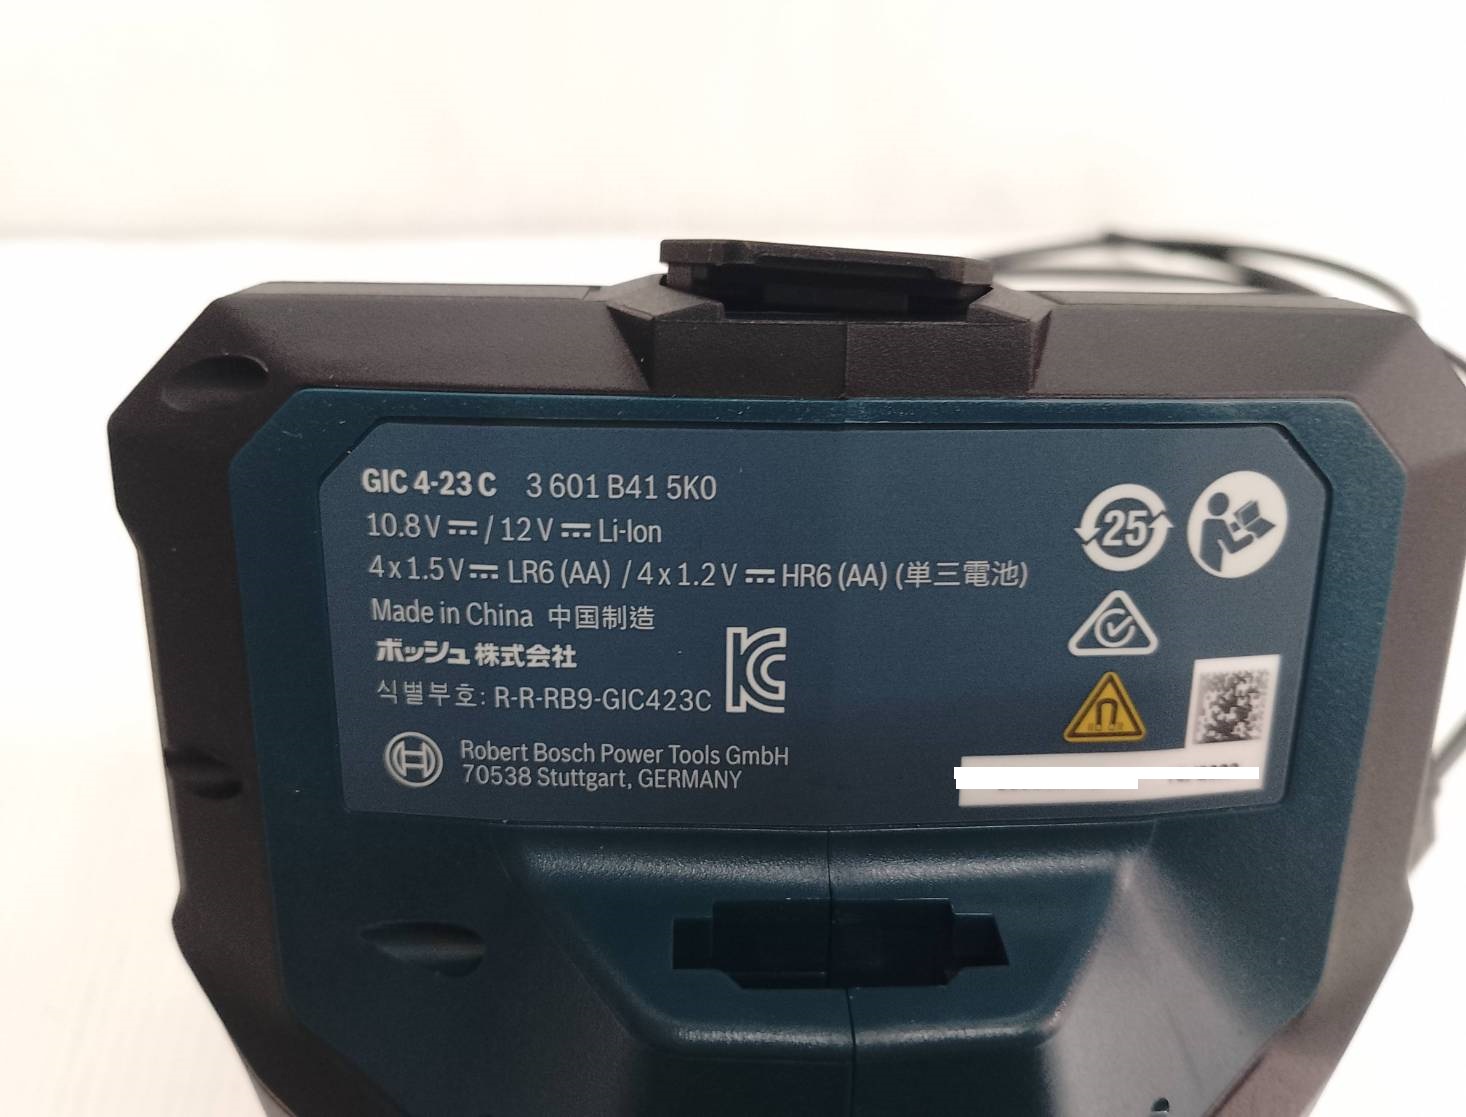 GIC 4-23 C 3 601 B41 5K0
10.8 V ⎓ / 12 V ⎓ Li-Ion
4 x 1.5 V ⎓ LR6 (AA) / 4 x 1.2 V ⎓ HR6 (AA) (単三電池)
Made in China 中国制造
ボッシュ 株式会社
식별부호: R-R-RB9-GIC423C
Robert Bosch Power Tools GmbH
70538 Stuttgart, GERMANY
25